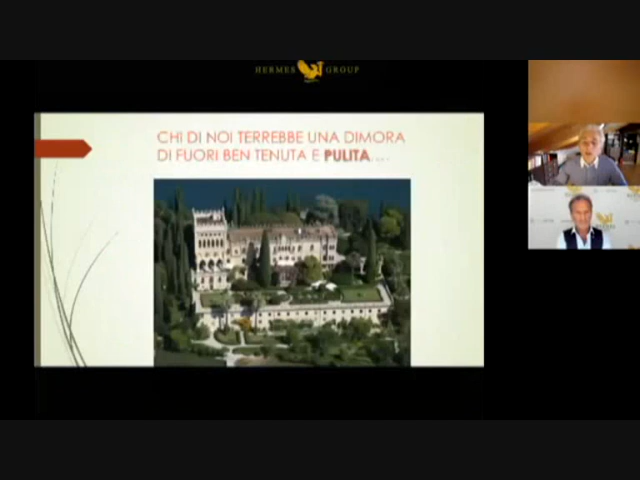 HERMES GROUP
CHI DI NOI TERREBBE UNA DIMORA
DI FUORI BEN TENUTA E PULITA....